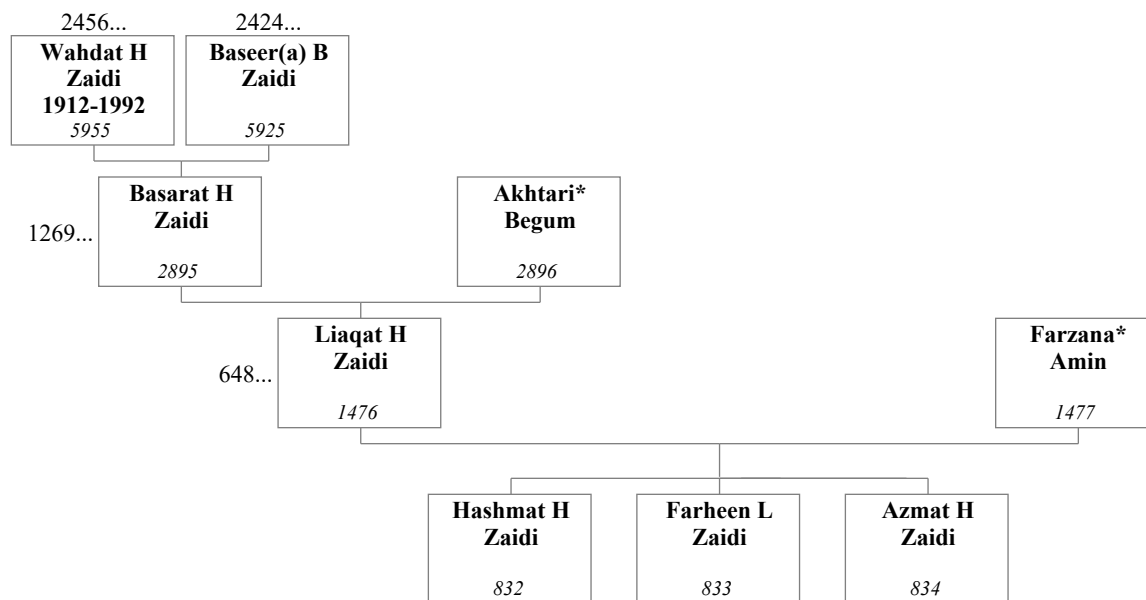 2456...
2424...
Wahdat H
Zaidi
1912-1992
5955
Baseer(a) B
Zaidi
5925
Basarat H
Zaidi
2895
Akhtari*
Begum
2896
1269...
Liaqat H
Zaidi
1476
Farzana*
Amin
1477
648...
Hashmat H
Zaidi
832
Farheen L
Zaidi
833
Azmat H
Zaidi
834